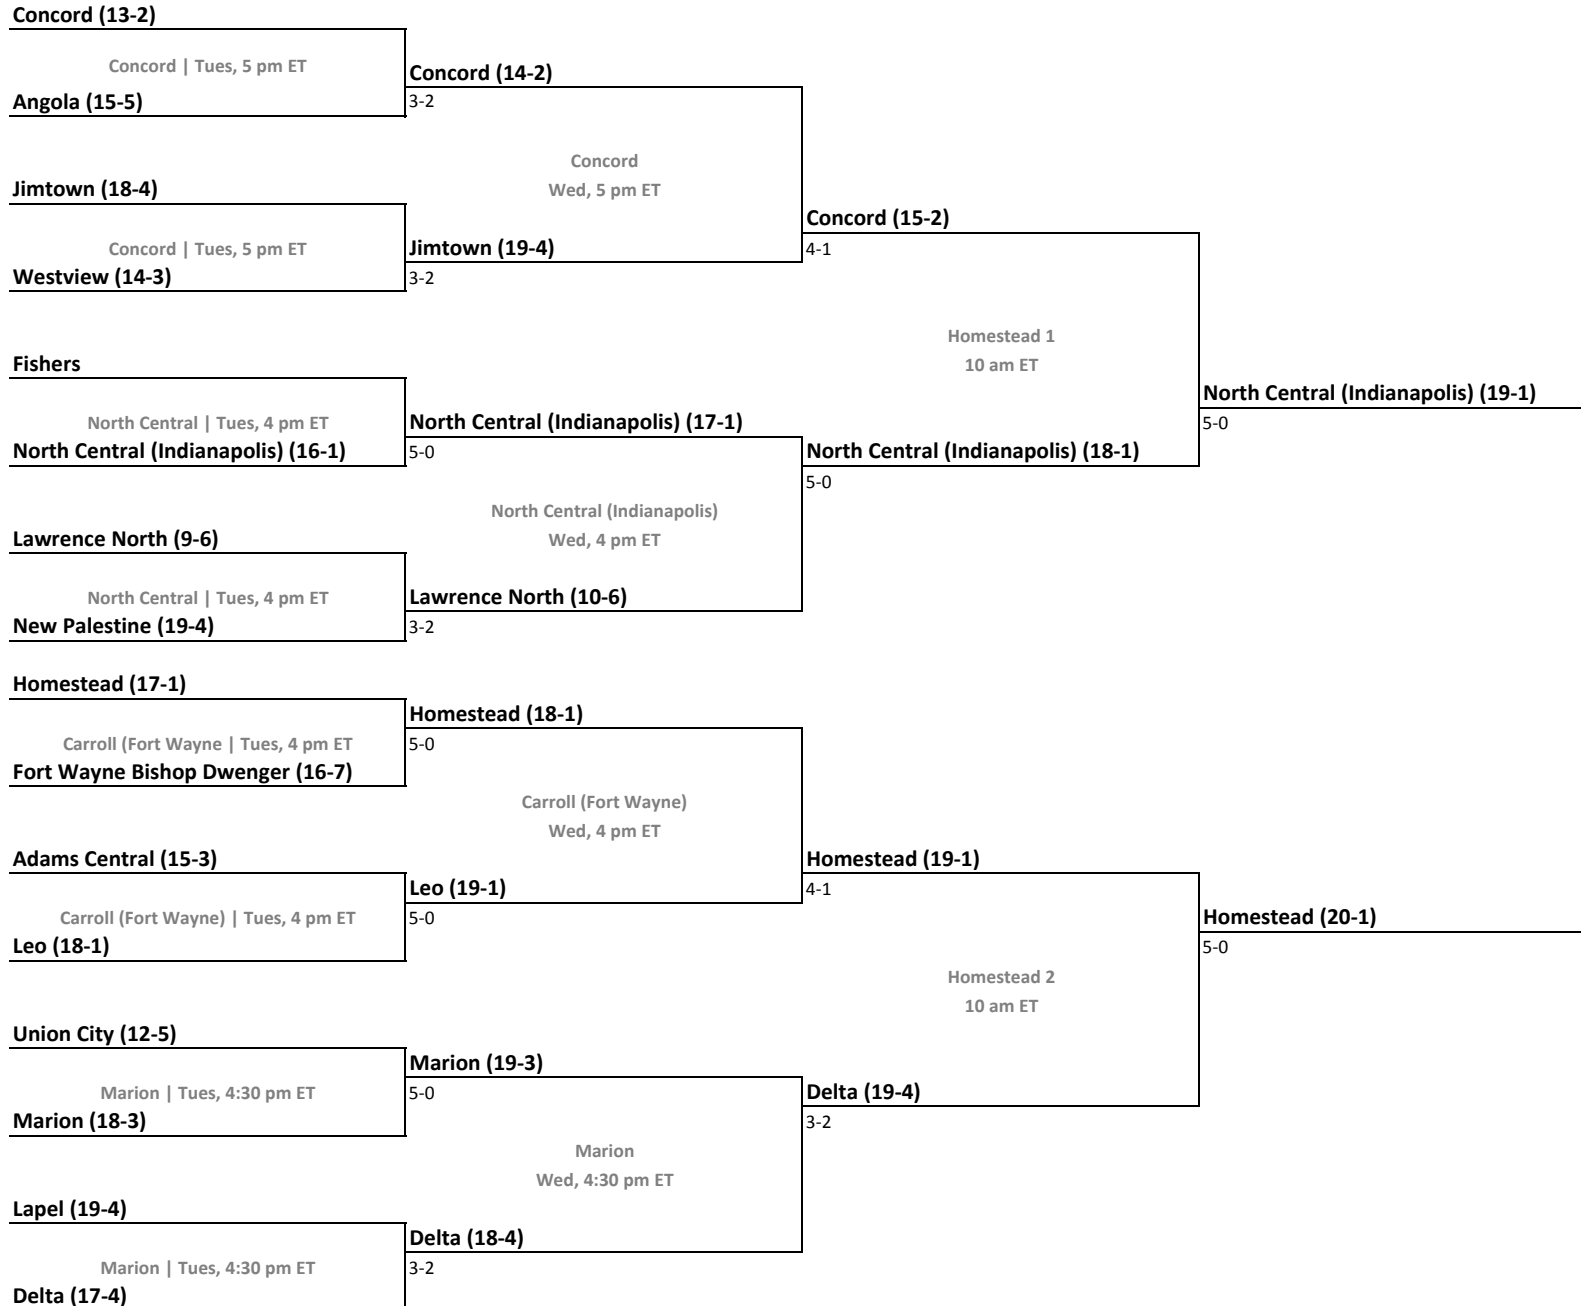 Concord (13-2)
Concord | Tues, 5 pm ET
Concord (14-2)
Angola (15-5)
3-2
Concord
Wed, 5 pm ET
Jimtown (18-4)
Concord (15-2)
Concord | Tues, 5 pm ET
Jimtown (19-4)
4-1
Westview (14-3)
3-2
Homestead 1
10 am ET
Fishers
North Central (Indianapolis) (19-1)
North Central | Tues, 4 pm ET
North Central (Indianapolis) (17-1)
5-0
North Central (Indianapolis) (16-1)
5-0
North Central (Indianapolis) (18-1)
5-0
North Central (Indianapolis)
Wed, 4 pm ET
Lawrence North (9-6)
North Central | Tues, 4 pm ET
Lawrence North (10-6)
New Palestine (19-4)
3-2
Homestead (17-1)
Homestead (18-1)
Carroll (Fort Wayne | Tues, 4 pm ET
5-0
Fort Wayne Bishop Dwenger (16-7)
Carroll (Fort Wayne)
Wed, 4 pm ET
Adams Central (15-3)
Homestead (19-1)
Leo (19-1)
4-1
Carroll (Fort Wayne) | Tues, 4 pm ET
5-0
Homestead (20-1)
Leo (18-1)
5-0
Homestead 2
10 am ET
Union City (12-5)
Marion (19-3)
Marion | Tues, 4:30 pm ET
5-0
Delta (19-4)
Marion (18-3)
3-2
Marion
Wed, 4:30 pm ET
Lapel (19-4)
Delta (18-4)
Marion | Tues, 4:30 pm ET
3-2
Delta (17-4)